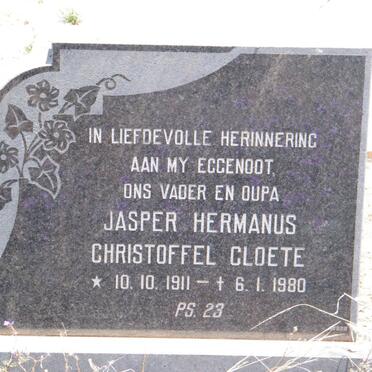 IN LIEFDEVOLLE HERINNERING
AAN MY EGGENOOT,
ONS VADER EN OUPA
JASPER HERMANUS
CHRISTOFFEL CLOETE
★ 10.10.1911 — ✝ 6.1.1980
PS. 23